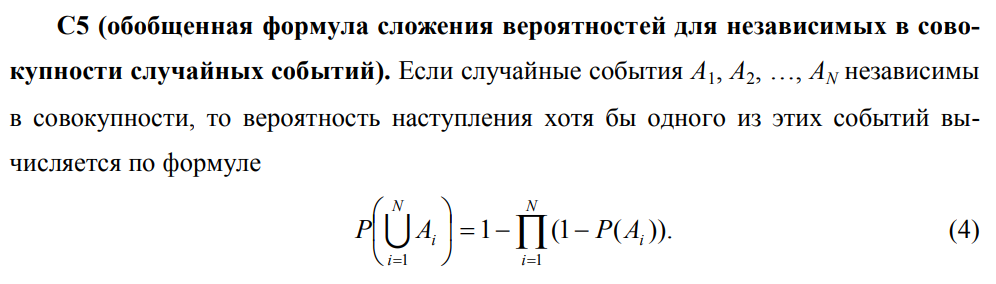 С5 (обобщенная формула сложения вероятностей для независимых в сово-
купности случайных событий). Если случайные события A₁, A₂, …, A_N независимы
в совокупности, то вероятность наступления хотя бы одного из этих событий вы-
числяется по формуле
P(⋃_{i=1}^{N} A_i) = 1 − ∏_{i=1}^{N} (1 − P(A_i)). (4)